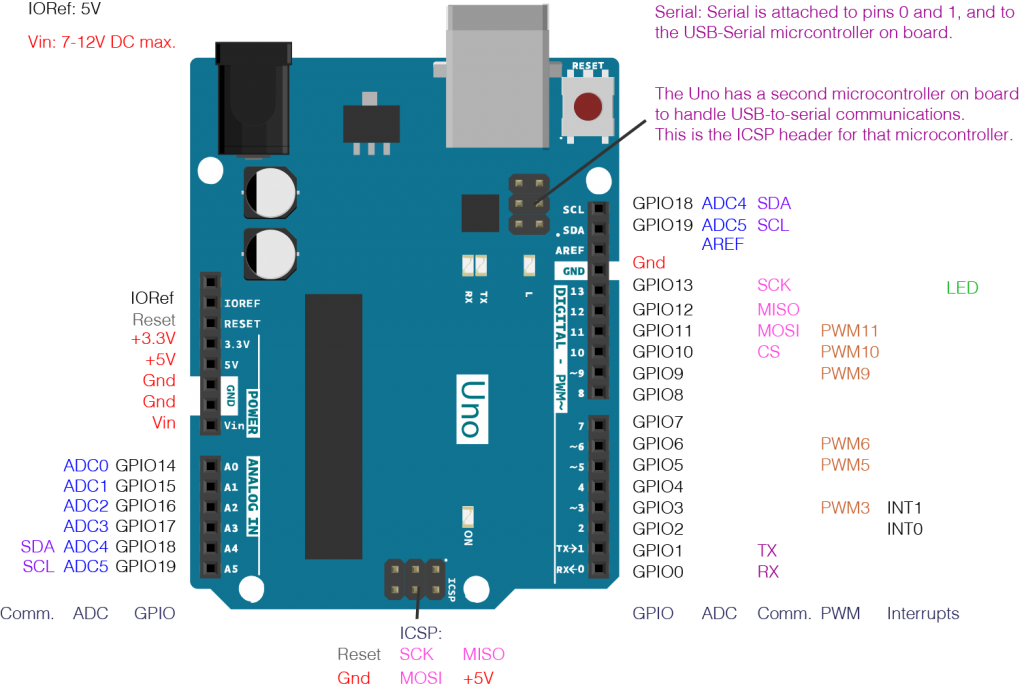 IORef: 5V
Vin: 7-12V DC max.
Serial: Serial is attached to pins 0 and 1, and to
the USB-Serial micrcontroller on board.
The Uno has a second microcontroller on board
to handle USB-to-serial communications.
This is the ICSP header for that microcontroller.
RESET
SCL
SDA
AREF
GND
13
12
11
10
~9
8
7
~6
~5
4
~3
2
TX→1
RX←0
DIGITAL - PWM~
RX
TX
L
Uno
ON
ICSP
IOREF
RESET
3.3V
5V
GND
Vin
POWER
A0
A1
A2
A3
A4
A5
ANALOG IN
IORef
Reset
+3.3V
+5V
Gnd
Gnd
Vin
ADC0 GPIO14
ADC1 GPIO15
ADC2 GPIO16
ADC3 GPIO17
SDA ADC4 GPIO18
SCL ADC5 GPIO19
Comm. ADC GPIO
GPIO18 ADC4 SDA
GPIO19 ADC5 SCL
AREF
Gnd
GPIO13 SCK LED
GPIO12 MISO
GPIO11 MOSI PWM11
GPIO10 CS PWM10
GPIO9 PWM9
GPIO8
GPIO7
GPIO6 PWM6
GPIO5 PWM5
GPIO4
GPIO3 PWM3 INT1
GPIO2 INT0
GPIO1 TX
GPIO0 RX
GPIO ADC Comm. PWM Interrupts
ICSP:
Reset SCK MISO
Gnd MOSI +5V